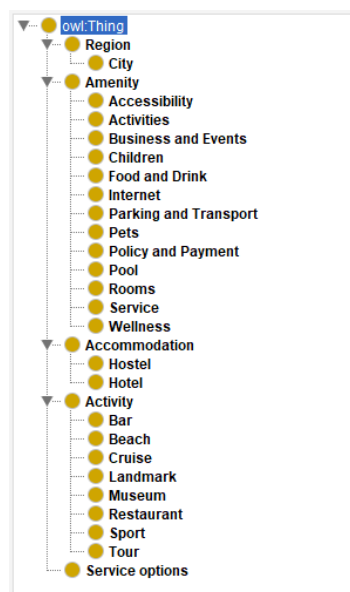 owl:Thing
Region
City
Amenity
Accessibility
Activities
Business and Events
Children
Food and Drink
Internet
Parking and Transport
Pets
Policy and Payment
Pool
Rooms
Service
Wellness
Accommodation
Hostel
Hotel
Activity
Bar
Beach
Cruise
Landmark
Museum
Restaurant
Sport
Tour
Service options